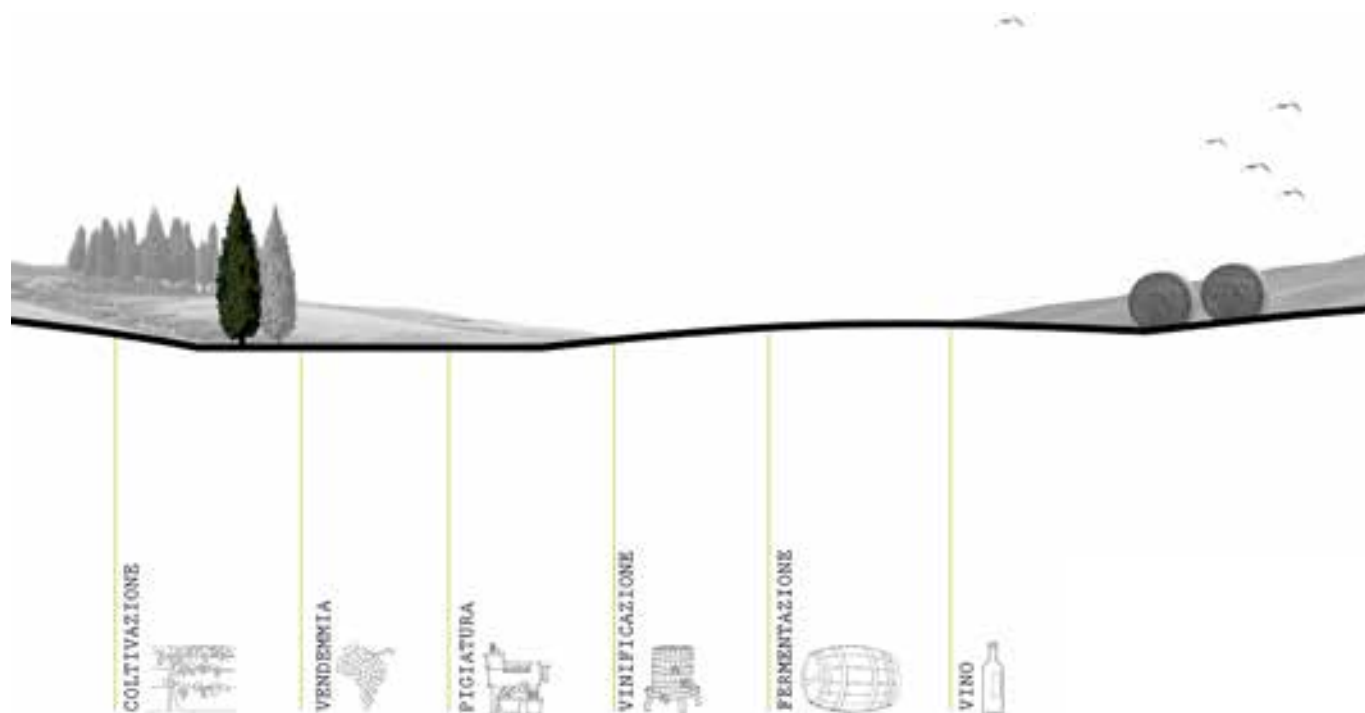 COLTIVAZIONE
VENDEMMIA
PIGIATURA
VINIFICAZIONE
FERMENTAZIONE
VINO